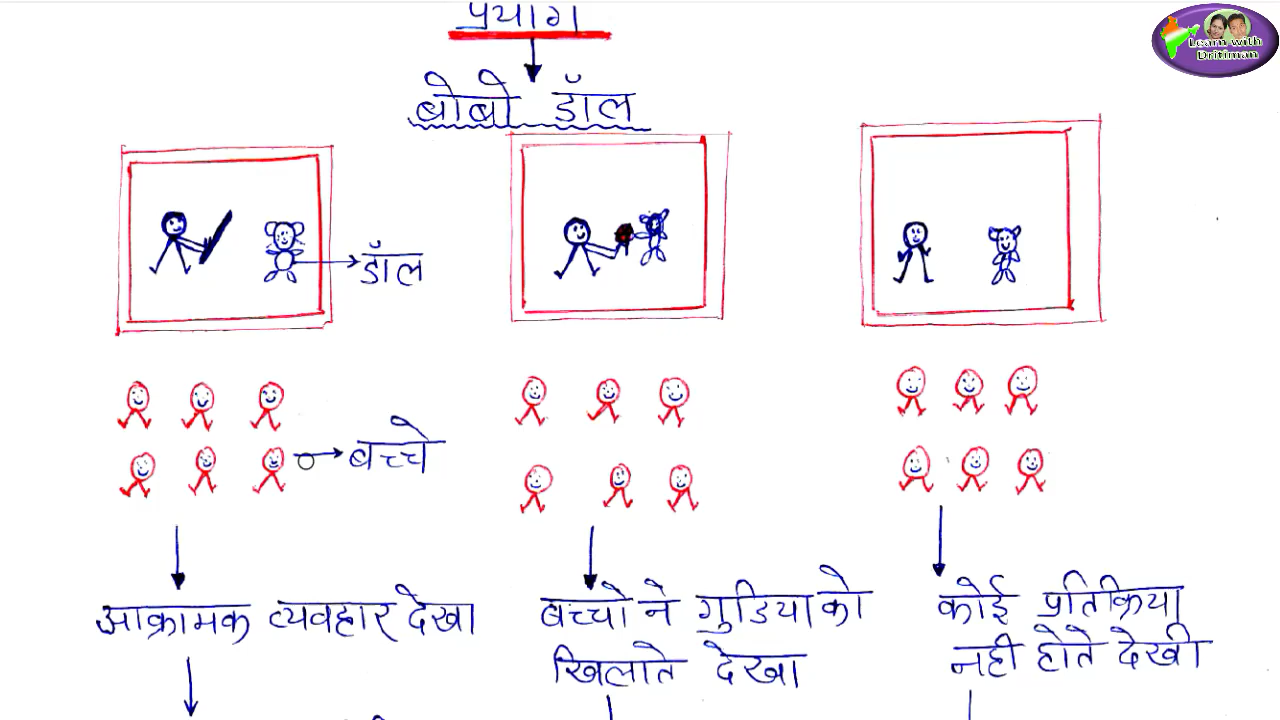 प्रयाग
Learn with
Dritiman
बोबो डॉल
डॉल
बच्चे
आक्रामक व्यवहार देखा
बच्चो ने गुडिया को
खिलाते देखा
कोई प्रतिक्रिया
नही होते देखी